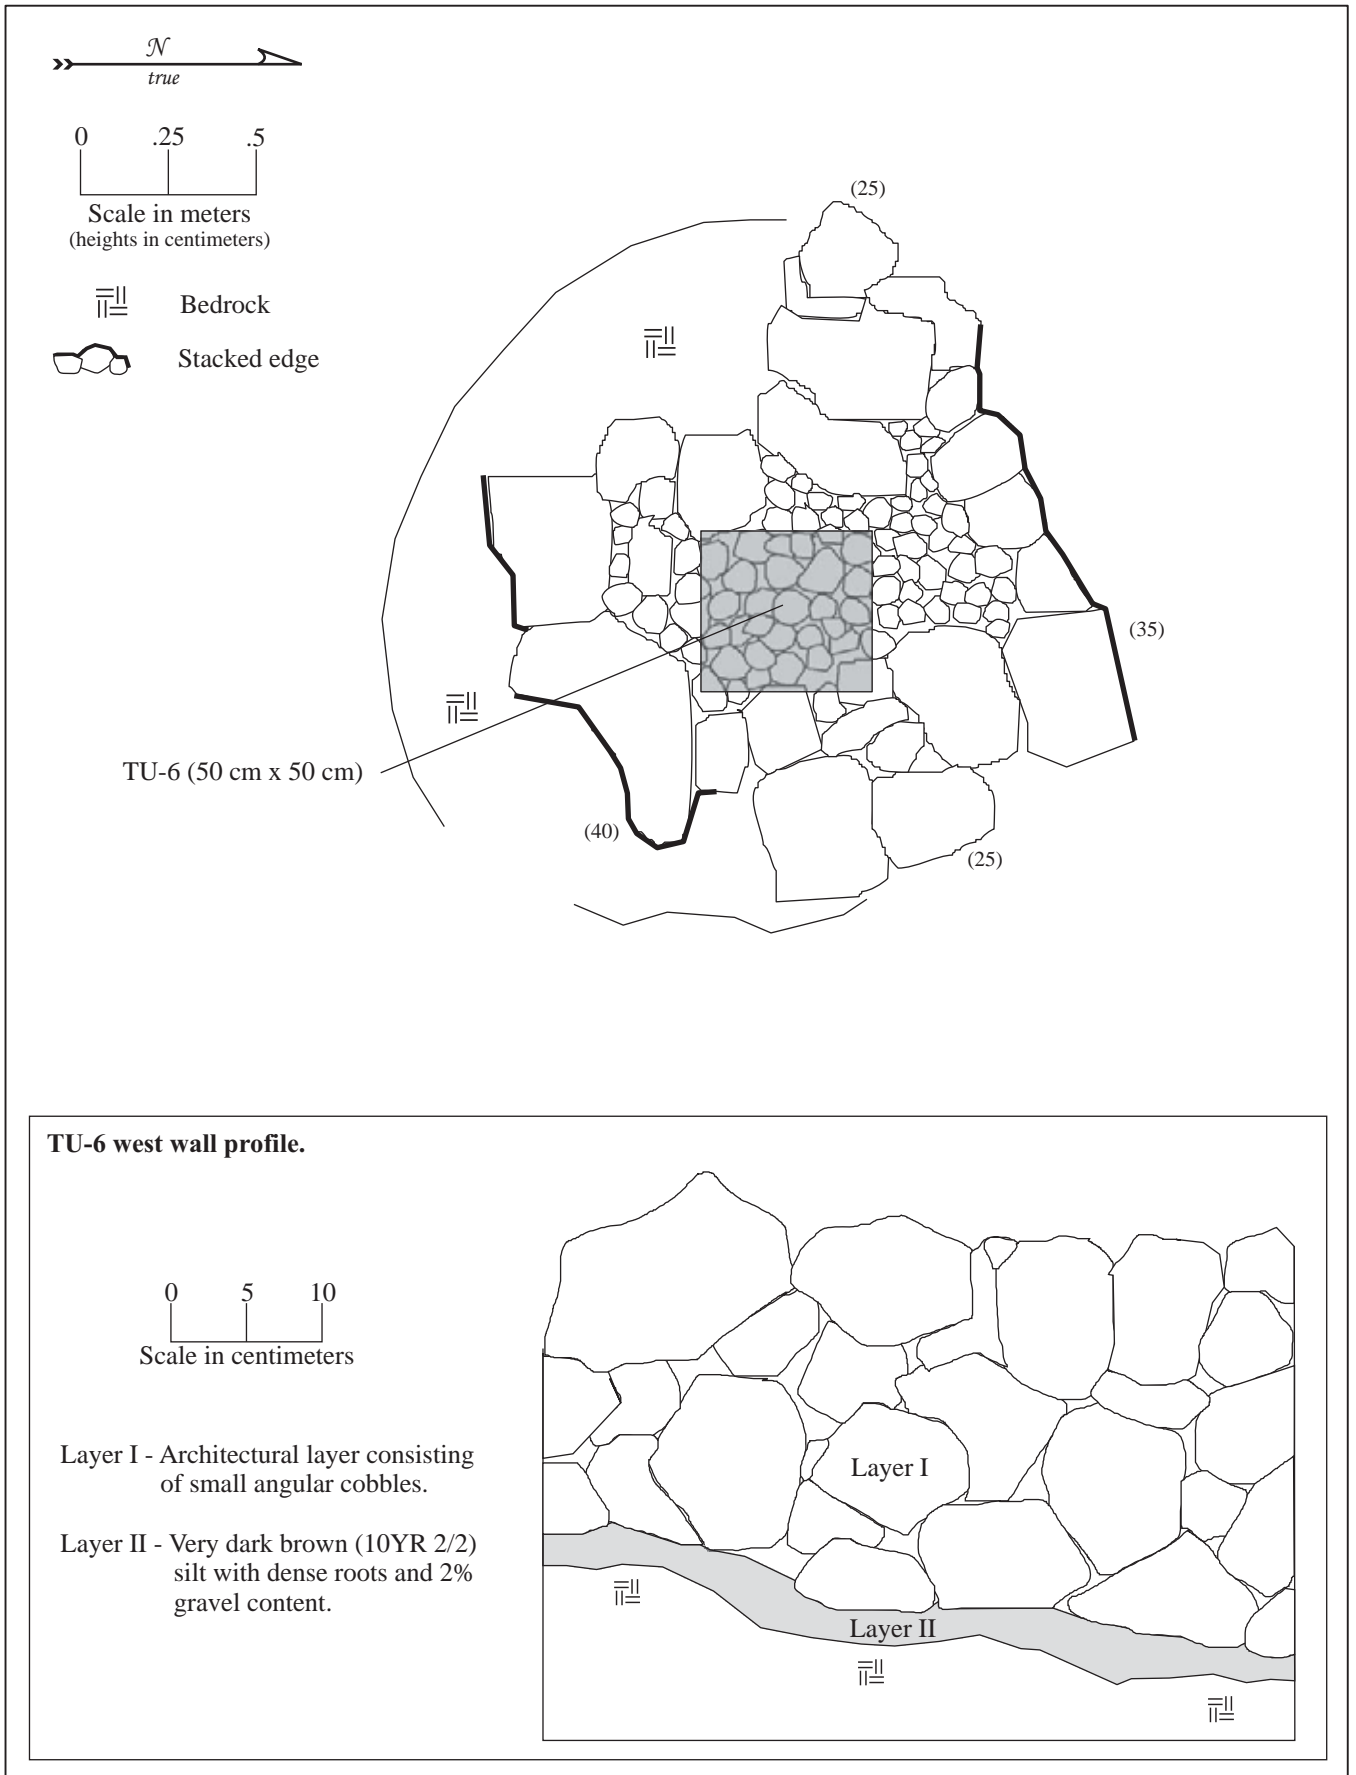 N
true
0 .25 .5
Scale in meters
(heights in centimeters)
Bedrock
Stacked edge
(25)
(35)
TU-6 (50 cm x 50 cm)
(40)
(25)
TU-6 west wall profile.
0 5 10
Scale in centimeters
Layer I - Architectural layer consisting
of small angular cobbles.
Layer II - Very dark brown (10YR 2/2)
silt with dense roots and 2%
gravel content.
Layer I
Layer II